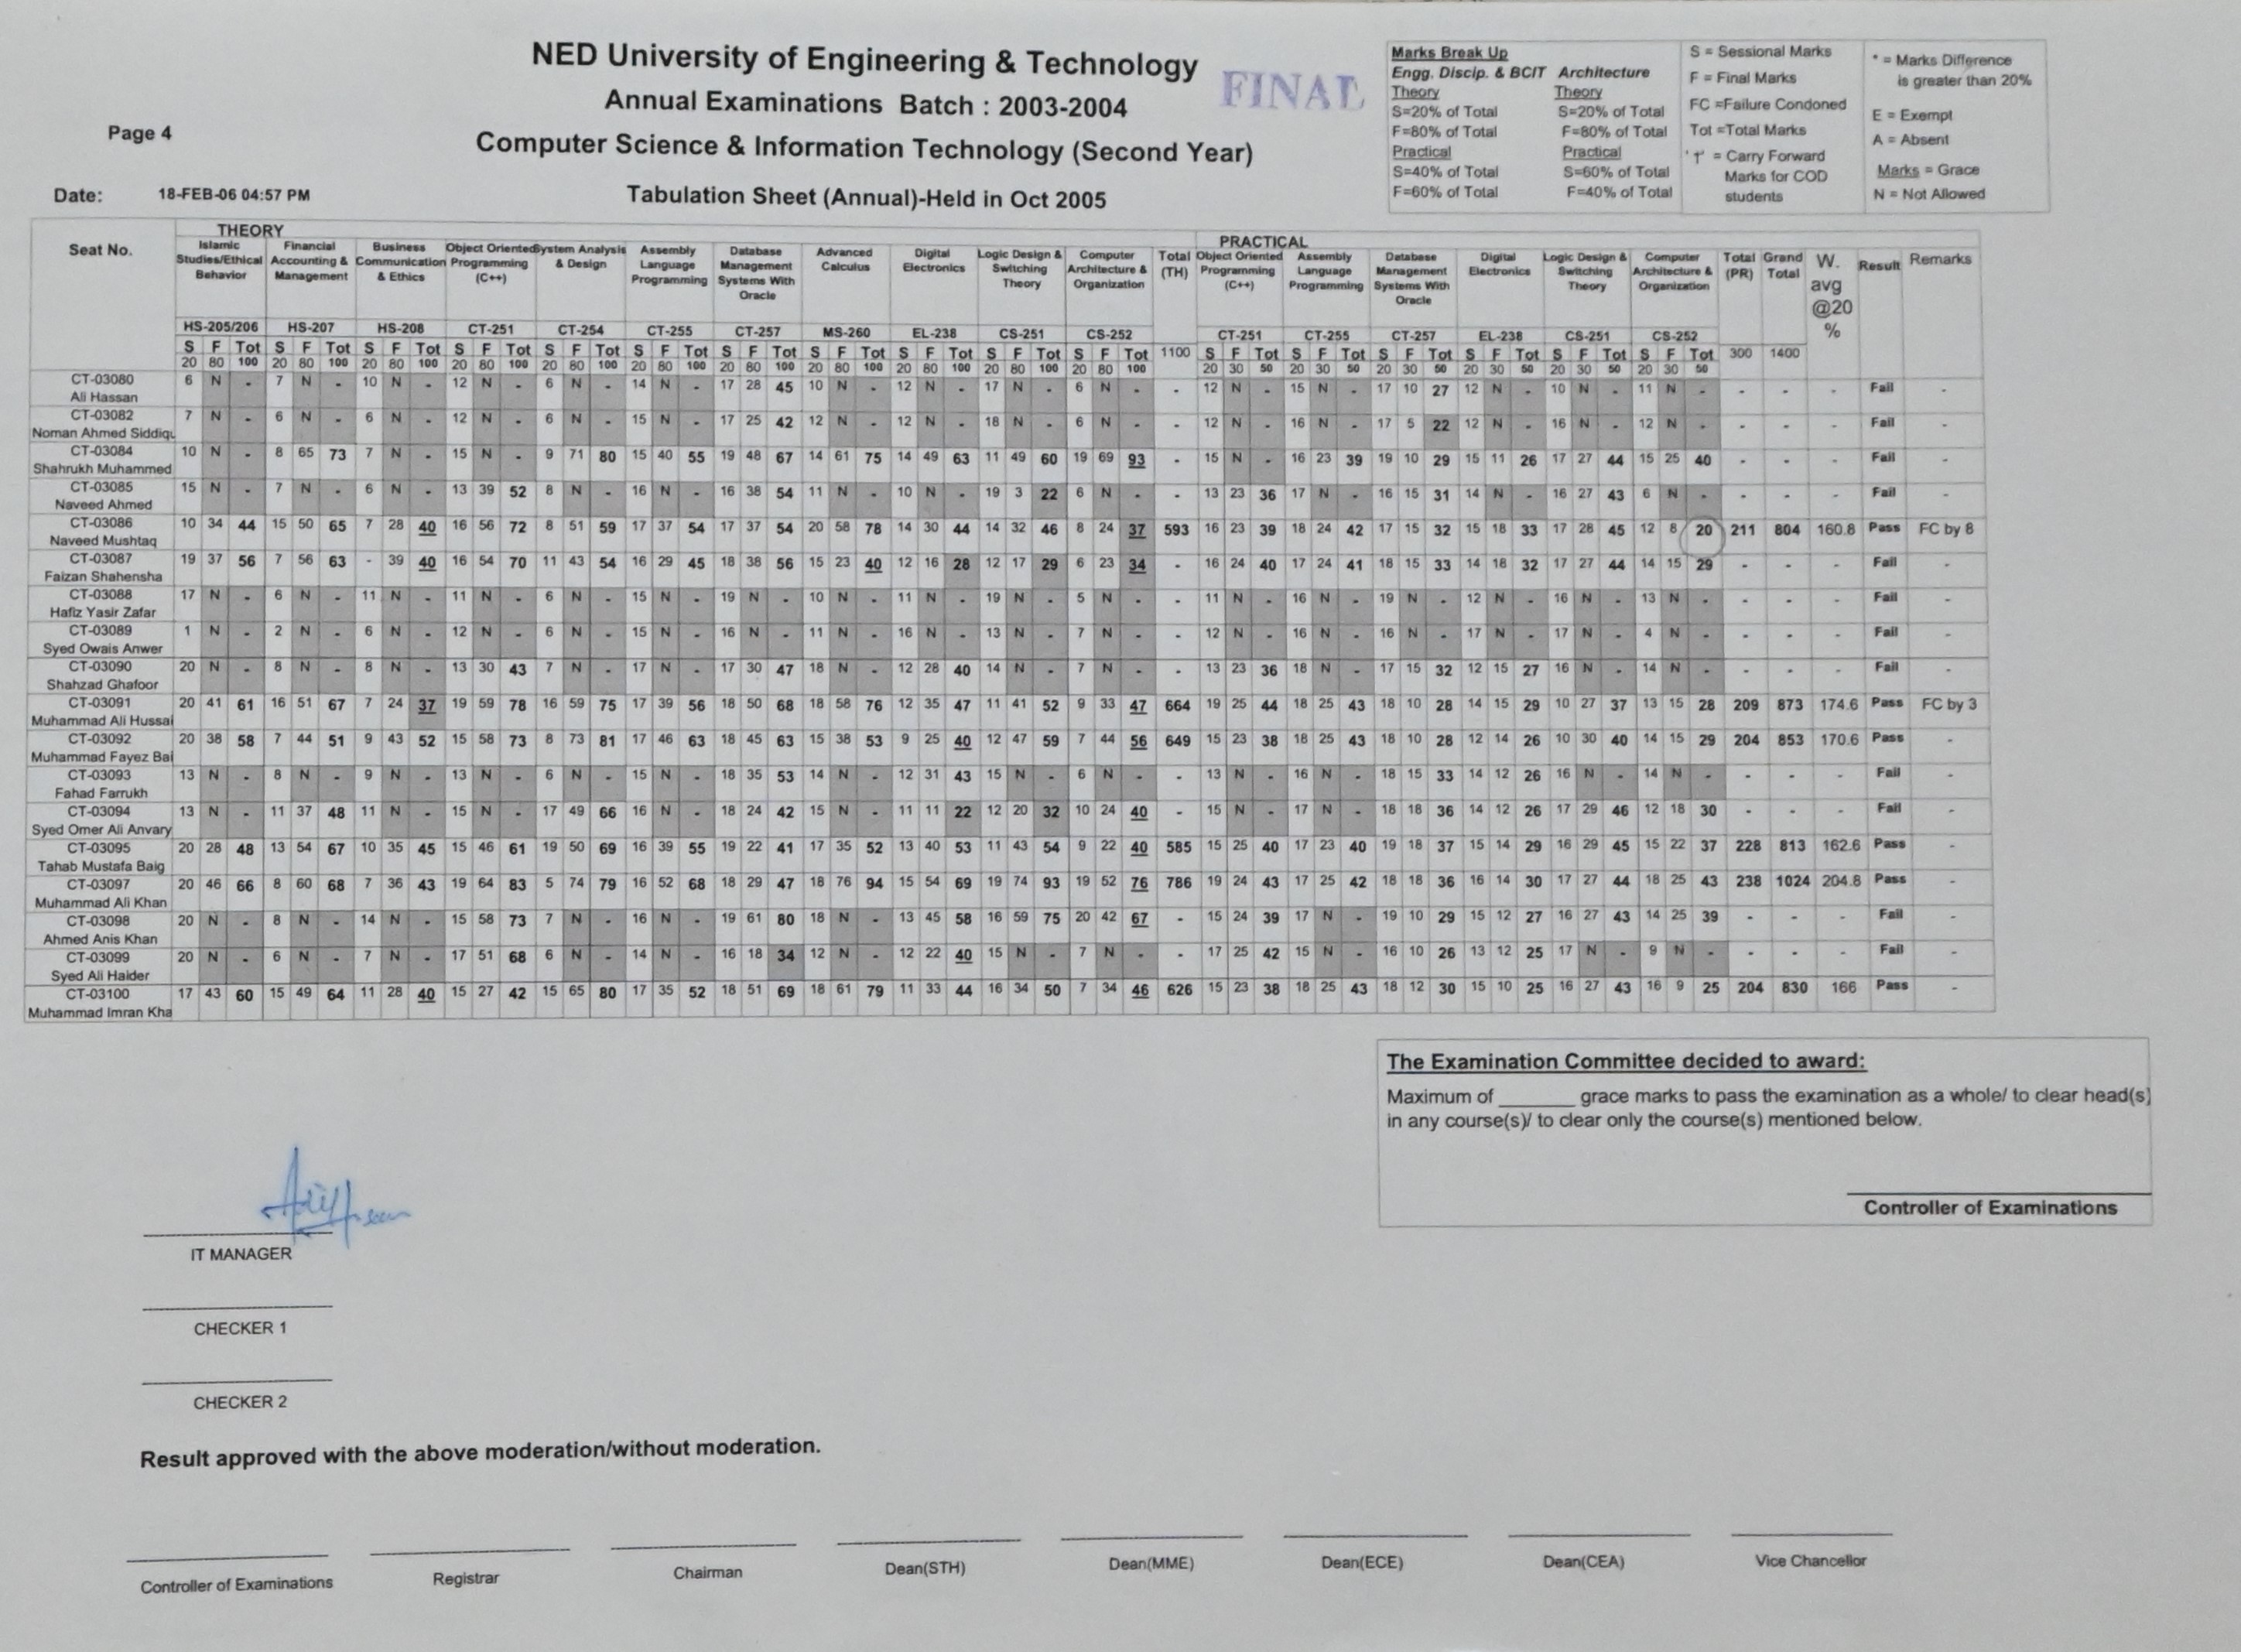 NED University of Engineering & Technology
FINAL
Annual Examinations Batch : 2003-2004
Page 4
Computer Science & Information Technology (Second Year)
Date: 18-FEB-06 04:57 PM
Tabulation Sheet (Annual)-Held in Oct 2005
Marks Break Up
Engg. Discip. & BCIT Architecture
Theory Theory
S=20% of Total S=20% of Total
F=80% of Total F=80% of Total
Practical Practical
S=40% of Total S=60% of Total
F=60% of Total F=40% of Total
S = Sessional Marks
F = Final Marks
FC =Failure Condoned
Tot =Total Marks
'†' = Carry Forward
Marks for COD
students
* = Marks Difference
is greater than 20%
E = Exempt
A = Absent
Marks = Grace
N = Not Allowed
THEORY PRACTICAL
Seat No. Islamic Studies/Ethical Behavior Financial Accounting & Management Business Communication & Ethics Object Oriented Programming (C++) System Analysis & Design Assembly Language Programming Database Management Systems With Oracle Advanced Calculus Digital Electronics Logic Design & Switching Theory Computer Architecture & Organization Total (TH) Object Oriented Programming (C++) Assembly Language Programming Database Management Systems With Oracle Digital Electronics Logic Design & Switching Theory Computer Architecture & Organization Total (PR) Grand Total W. avg @20 % Result Remarks
HS-205/206 HS-207 HS-208 CT-251 CT-254 CT-255 CT-257 MS-260 EL-238 CS-251 CS-252 CT-251 CT-255 CT-257 EL-238 CS-251 CS-252
S F Tot S F Tot S F Tot S F Tot S F Tot S F Tot S F Tot S F Tot S F Tot S F Tot S F Tot S F Tot S F Tot S F Tot S F Tot S F Tot S F Tot
20 80 100 20 80 100 20 80 100 20 80 100 20 80 100 20 80 100 20 80 100 20 80 100 20 80 100 20 80 100 20 80 100 1100 20 30 50 20 30 50 20 30 50 20 30 50 20 30 50 20 30 50 300 1400
CT-03080 6 N - 7 N - 10 N - 12 N - 6 N - 14 N - 17 28 45 10 N - 12 N - 17 N - 6 N - - 12 N - 15 N - 17 10 27 12 N - 10 N - 11 N - - - - Fail -
Ali Hassan
CT-03082 7 N - 6 N - 6 N - 12 N - 6 N - 15 N - 17 25 42 12 N - 12 N - 18 N - 6 N - - 12 N - 16 N - 17 5 22 12 N - 16 N - 12 N - - - - Fail -
Noman Ahmed Siddiqu
CT-03084 10 N - 8 65 73 7 N - 15 N - 9 71 80 15 40 55 19 48 67 14 61 75 14 49 63 11 49 60 19 69 93 - 15 N - 16 23 39 19 10 29 15 11 26 17 27 44 15 25 40 - - - Fail -
Shahrukh Muhammed
CT-03085 15 N - 7 N - 6 N - 13 39 52 8 N - 16 N - 16 38 54 11 N - 10 N - 19 3 22 6 N - - 13 23 36 17 N - 16 15 31 14 N - 16 27 43 6 N - - - - Fail -
Naveed Ahmed
CT-03086 10 34 44 15 50 65 7 28 40 16 56 72 8 51 59 17 37 54 17 37 54 20 58 78 14 30 44 14 32 46 8 24 37 593 16 23 39 18 24 42 17 15 32 15 18 33 17 28 45 12 8 20 211 804 160.8 Pass FC by 8
Naveed Mushtaq
CT-03087 19 37 56 7 56 63 - 39 40 16 54 70 11 43 54 16 29 45 18 38 56 15 23 40 12 16 28 12 17 29 6 23 34 - 16 24 40 17 24 41 18 15 33 14 18 32 17 27 44 14 15 29 - - - Fail -
Faizan Shahensha
CT-03088 17 N - 6 N - 11 N - 11 N - 6 N - 15 N - 19 N - 10 N - 11 N - 19 N - 5 N - - 11 N - 16 N - 19 N - 12 N - 16 N - 13 N - - - - Fail -
Hafiz Yasir Zafar
CT-03089 1 N - 2 N - 6 N - 12 N - 6 N - 15 N - 16 N - 11 N - 16 N - 13 N - 7 N - - 12 N - 16 N - 16 N - 17 N - 17 N - 4 N - - - - Fail -
Syed Owais Anwer
CT-03090 20 N - 8 N - 8 N - 13 30 43 7 N - 17 N - 17 30 47 18 N - 12 28 40 14 N - 7 N - - 13 23 36 18 N - 17 15 32 12 15 27 16 N - 14 N - - - - Fail -
Shahzad Ghafoor
CT-03091 20 41 61 16 51 67 7 24 37 19 59 78 16 59 75 17 39 56 18 50 68 18 58 76 12 35 47 11 41 52 9 33 47 664 19 25 44 18 25 43 18 10 28 14 15 29 10 27 37 13 15 28 209 873 174.6 Pass FC by 3
Muhammad Ali Hussai
CT-03092 20 38 58 7 44 51 9 43 52 15 58 73 8 73 81 17 46 63 18 45 63 15 38 53 9 25 40 12 47 59 7 44 56 649 15 23 38 18 25 43 18 10 28 12 14 26 10 30 40 14 15 29 204 853 170.6 Pass -
Muhammad Fayez Bai
CT-03093 13 N - 8 N - 9 N - 13 N - 6 N - 15 N - 18 35 53 14 N - 12 31 43 15 N - 6 N - - 13 N - 16 N - 18 15 33 14 12 26 16 N - 14 N - - - - Fail -
Fahad Farrukh
CT-03094 13 N - 11 37 48 11 N - 15 N - 17 49 66 16 N - 18 24 42 15 N - 11 11 22 12 20 32 10 24 40 - 15 N - 17 N - 18 18 36 14 12 26 17 29 46 12 18 30 - - - Fail -
Syed Omer Ali Anvary
CT-03095 20 28 48 13 54 67 10 35 45 15 46 61 19 50 69 16 39 55 19 22 41 17 35 52 13 40 53 11 43 54 9 22 40 585 15 25 40 17 23 40 19 18 37 15 14 29 16 29 45 15 22 37 228 813 162.6 Pass -
Tahab Mustafa Baig
CT-03097 20 46 66 8 60 68 7 36 43 19 64 83 5 74 79 16 52 68 18 29 47 18 76 94 15 54 69 19 74 93 19 52 76 786 19 24 43 17 25 42 18 18 36 16 14 30 17 27 44 18 25 43 238 1024 204.8 Pass -
Muhammad Ali Khan
CT-03098 20 N - 8 N - 14 N - 15 58 73 7 N - 16 N - 19 61 80 18 N - 13 45 58 16 59 75 20 42 67 - 15 24 39 17 N - 19 10 29 15 12 27 16 27 43 14 25 39 - - - Fail -
Ahmed Anis Khan
CT-03099 20 N - 6 N - 7 N - 17 51 68 6 N - 14 N - 16 18 34 12 N - 12 22 40 15 N - 7 N - - 17 25 42 15 N - 16 10 26 13 12 25 17 N - 9 N - - - - Fail -
Syed Ali Haider
CT-03100 17 43 60 15 49 64 11 28 40 15 27 42 15 65 80 17 35 52 18 51 69 18 61 79 11 33 44 16 34 50 7 34 46 626 15 23 38 18 25 43 18 12 30 15 10 25 16 27 43 16 9 25 204 830 166 Pass -
Muhammad Imran Kha
The Examination Committee decided to award:
Maximum of ______ grace marks to pass the examination as a whole/ to clear head(s)
in any course(s)/ to clear only the course(s) mentioned below.
Controller of Examinations
IT MANAGER
CHECKER 1
CHECKER 2
Result approved with the above moderation/without moderation.
Controller of Examinations Registrar Chairman Dean(STH) Dean(MME) Dean(ECE) Dean(CEA) Vice Chancellor